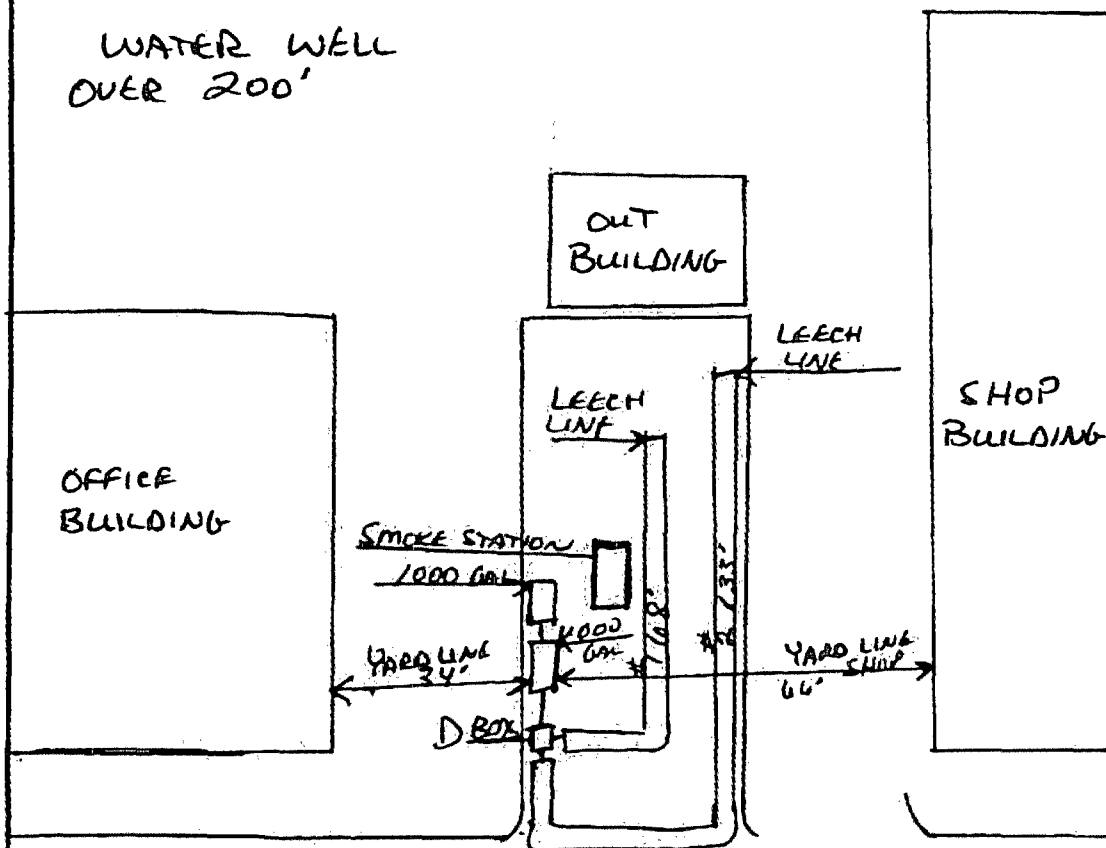 WATER WELL
OVER 200'
OUT
BUILDING
LEECH
LINE
LEECH
LINE
SHOP
BUILDING
OFFICE
BUILDING
SMOKE STATION
1000 GAL
1000
GAL
YARD LINE
34'
YARD LINE
SHOP
66'
D BOX